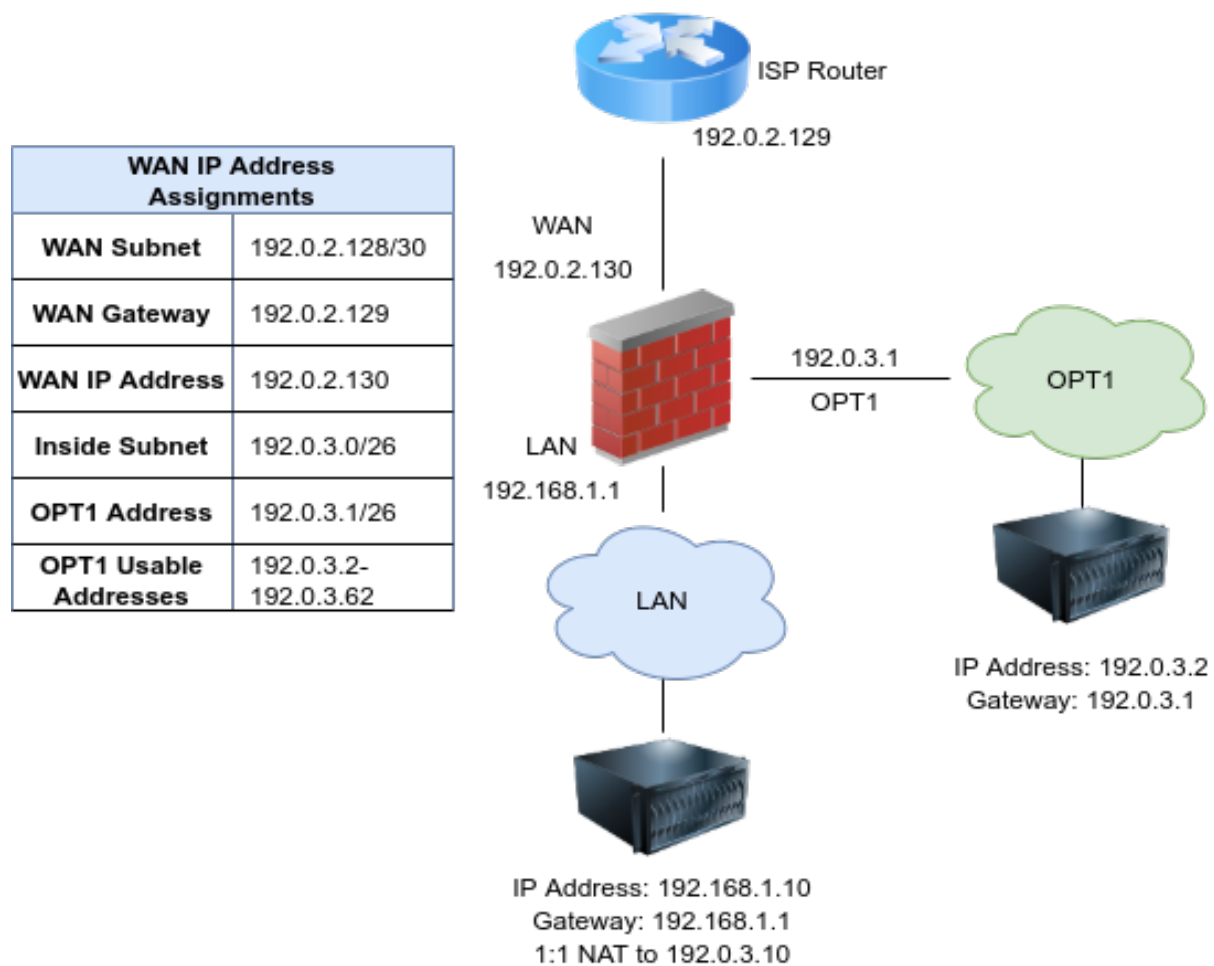 ISP Router
192.0.2.129
WAN IP Address
Assignments
WAN Subnet 192.0.2.128/30
WAN Gateway 192.0.2.129
WAN IP Address 192.0.2.130
Inside Subnet 192.0.3.0/26
OPT1 Address 192.0.3.1/26
OPT1 Usable 192.0.3.2-
Addresses 192.0.3.62
WAN
192.0.2.130
192.0.3.1
OPT1
OPT1
LAN
192.168.1.1
LAN
IP Address: 192.0.3.2
Gateway: 192.0.3.1
IP Address: 192.168.1.10
Gateway: 192.168.1.1
1:1 NAT to 192.0.3.10